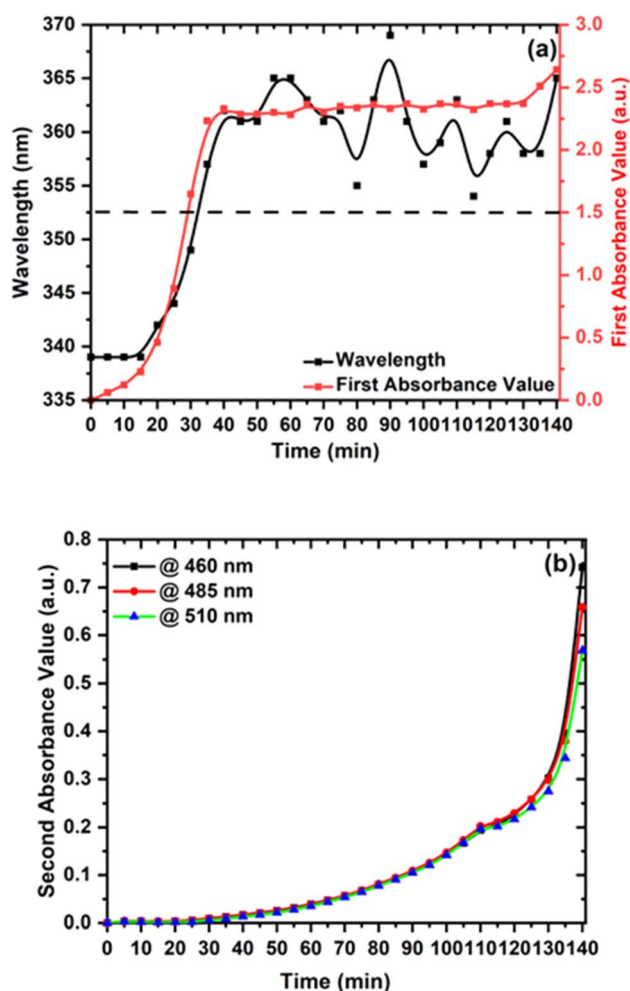 370
365
360
355
350
345
340
335
Wavelength (nm)
(a)
3.0
2.5
2.0
1.5
1.0
0.5
0.0
First Absorbance Value (a.u.)
Wavelength
First Absorbance Value
0 10 20 30 40 50 60 70 80 90 100 110 120 130 140
Time (min)
0.8
0.7
0.6
0.5
0.4
0.3
0.2
0.1
0.0
Second Absorbance Value (a.u.)
(b)
@ 460 nm
@ 485 nm
@ 510 nm
0 10 20 30 40 50 60 70 80 90 100 110 120 130 140
Time (min)